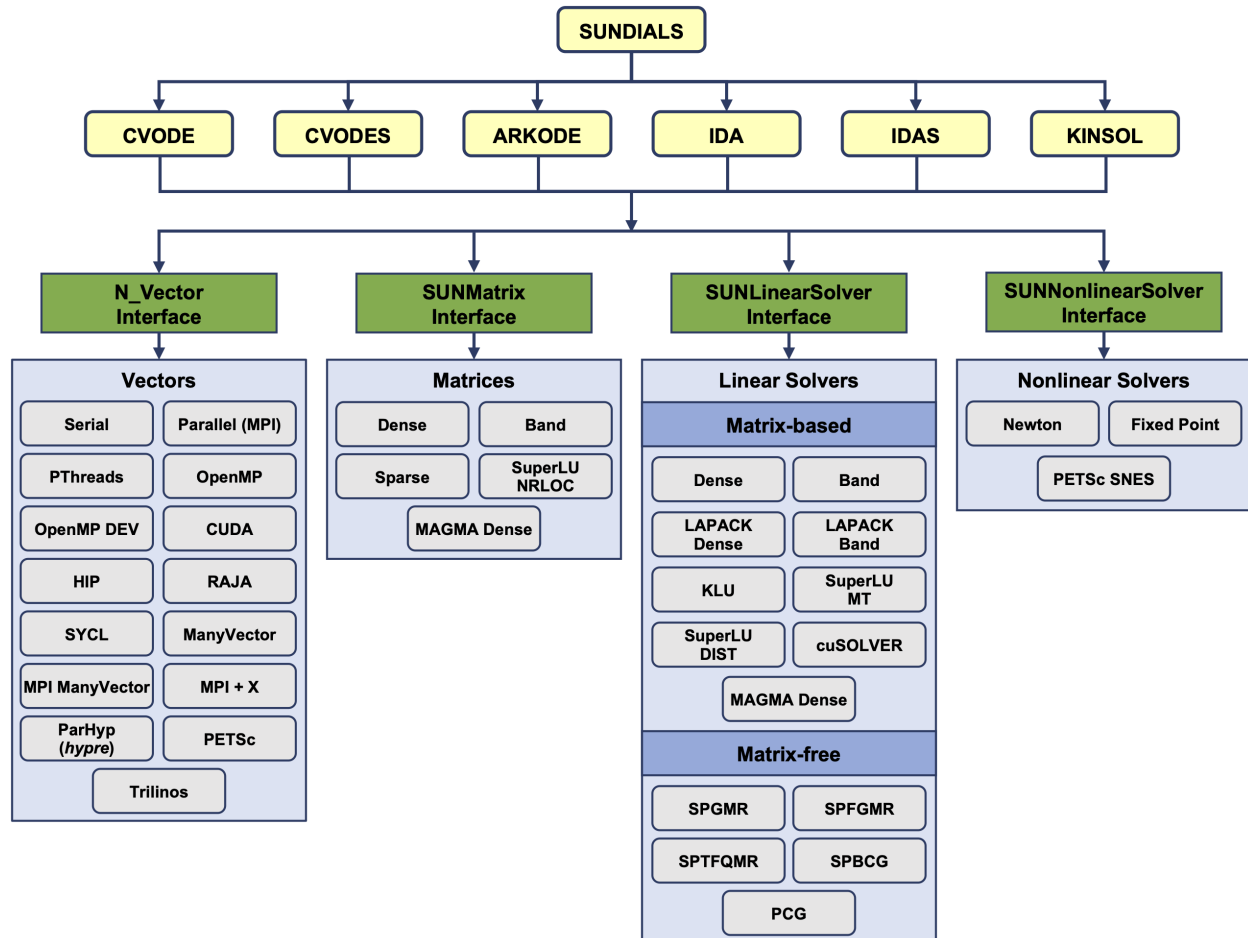 SUNDIALS
CVODE
CVODES
ARKODE
IDA
IDAS
KINSOL
N_Vector
Interface
SUNMatrix
Interface
SUNLinearSolver
Interface
SUNNonlinearSolver
Interface
Vectors
Serial
Parallel (MPI)
PThreads
OpenMP
OpenMP DEV
CUDA
HIP
RAJA
SYCL
ManyVector
MPI ManyVector
MPI + X
ParHyp
(hypre)
PETSc
Trilinos
Matrices
Dense
Band
Sparse
SuperLU
NRLOC
MAGMA Dense
Linear Solvers
Matrix-based
Dense
Band
LAPACK
Dense
LAPACK
Band
KLU
SuperLU
MT
SuperLU
DIST
cuSOLVER
MAGMA Dense
Matrix-free
SPGMR
SPFGMR
SPTFQMR
SPBCG
PCG
Nonlinear Solvers
Newton
Fixed Point
PETSc SNES